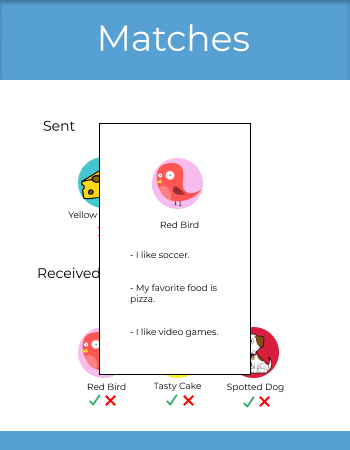 Matches
Sent
Yellow
Red Bird
- I like soccer.
- My favorite food is
pizza.
- I like video games.
Received
Red Bird
Tasty Cake
Spotted Dog